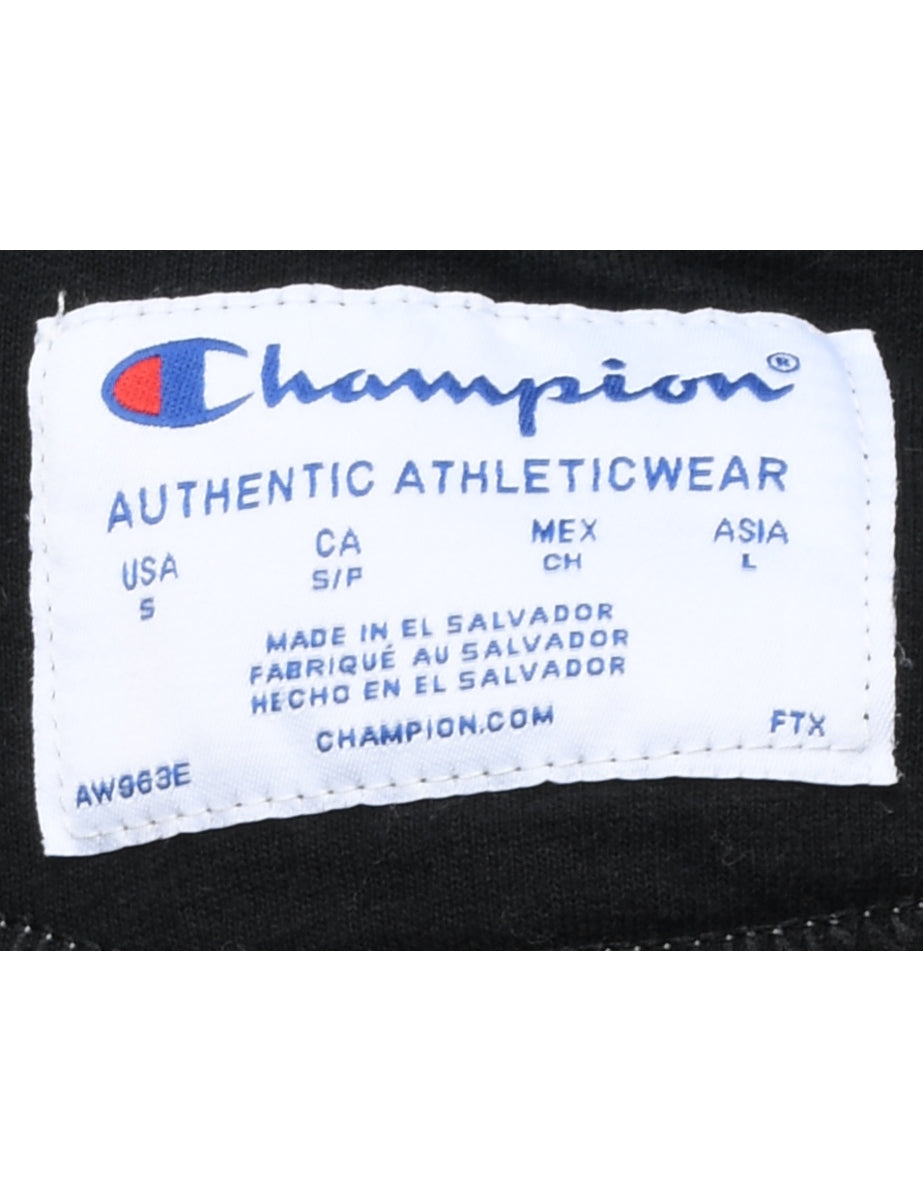 Champion®
AUTHENTIC ATHLETICWEAR
USA CA MEX ASIA
S S/P CH L
MADE IN EL SALVADOR
FABRIQUÉ AU SALVADOR
HECHO EN EL SALVADOR
CHAMPION.COM
FTX
AW963E